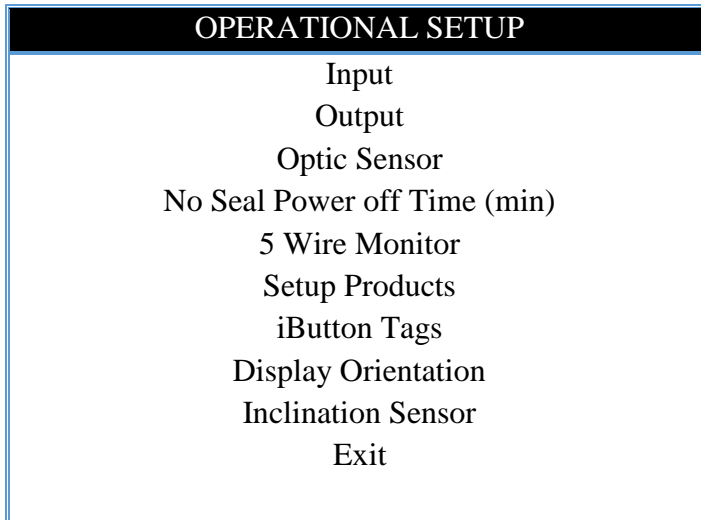 OPERATIONAL SETUP
Input
Output
Optic Sensor
No Seal Power off Time (min)
5 Wire Monitor
Setup Products
iButton Tags
Display Orientation
Inclination Sensor
Exit